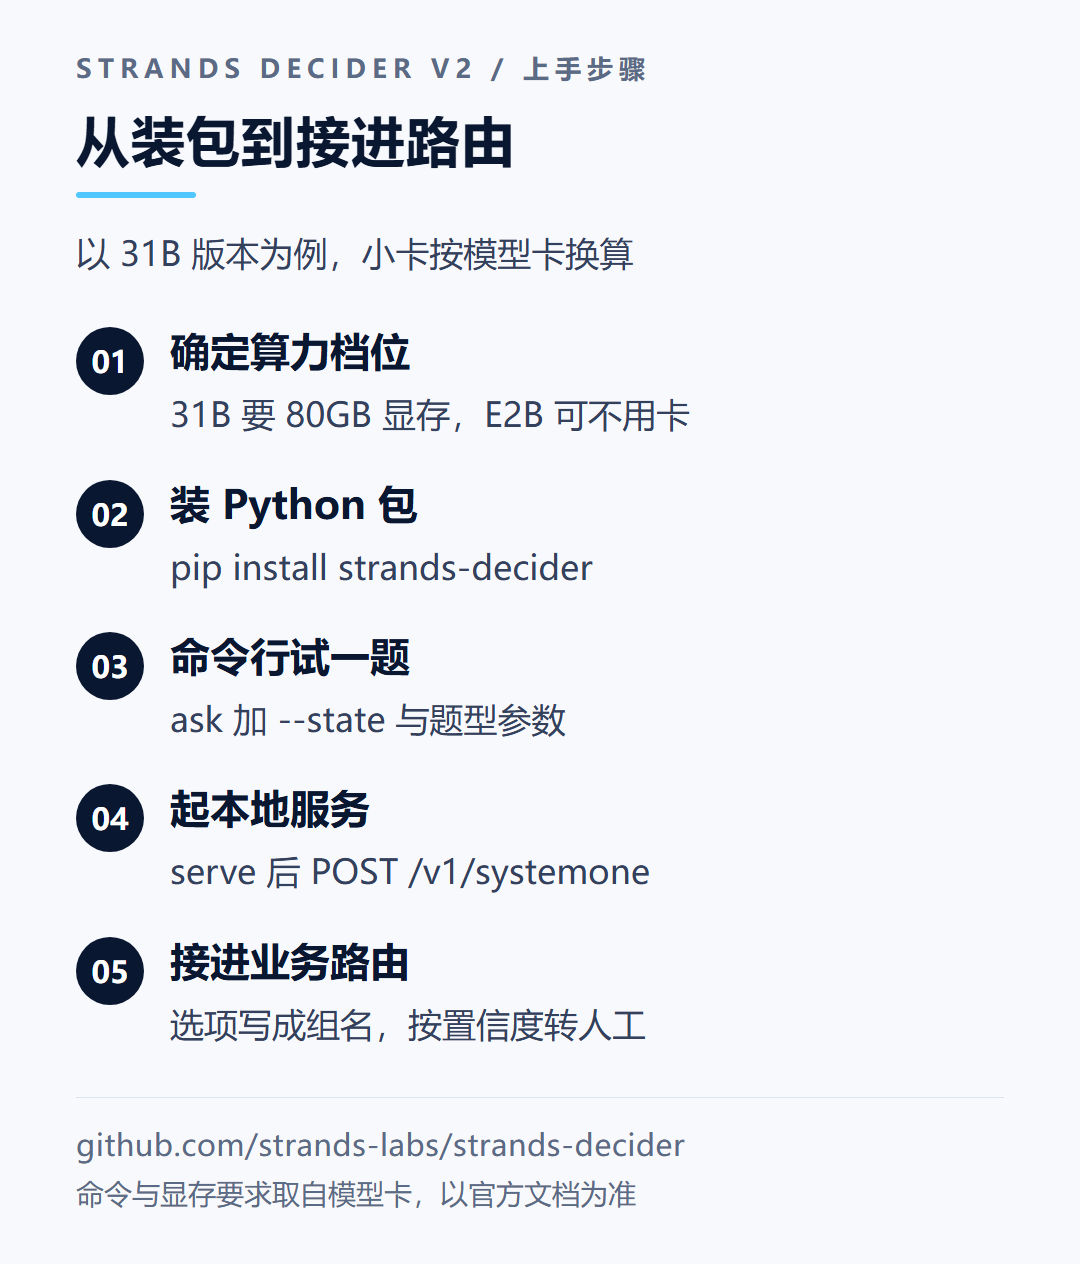 STRANDS DECIDER V2 / 上手步骤
从装包到接进路由
以 31B 版本为例，小卡按模型卡换算
01
确定算力档位
31B 要 80GB 显存，E2B 可不用卡
02
装 Python 包
pip install strands-decider
03
命令行试一题
ask 加 --state 与题型参数
04
起本地服务
serve 后 POST /v1/systemone
05
接进业务路由
选项写成组名，按置信度转人工
github.com/strands-labs/strands-decider
命令与显存要求取自模型卡，以官方文档为准